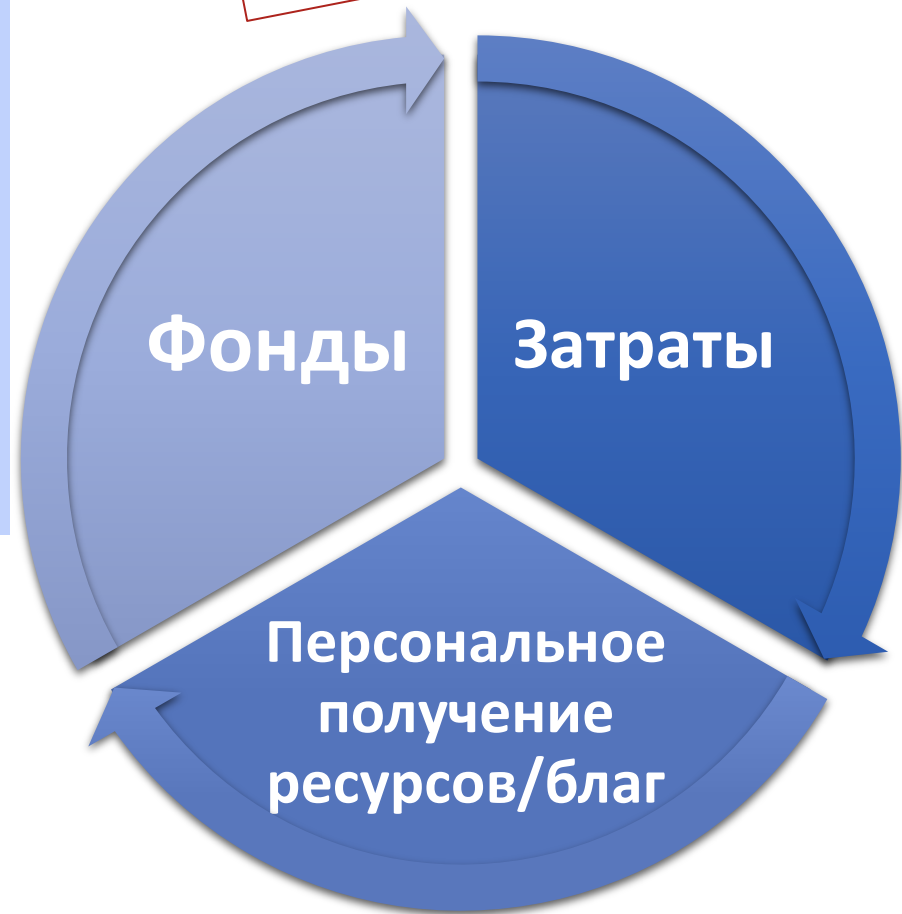 Фонды
Затраты
Персональное
получение
ресурсов/благ